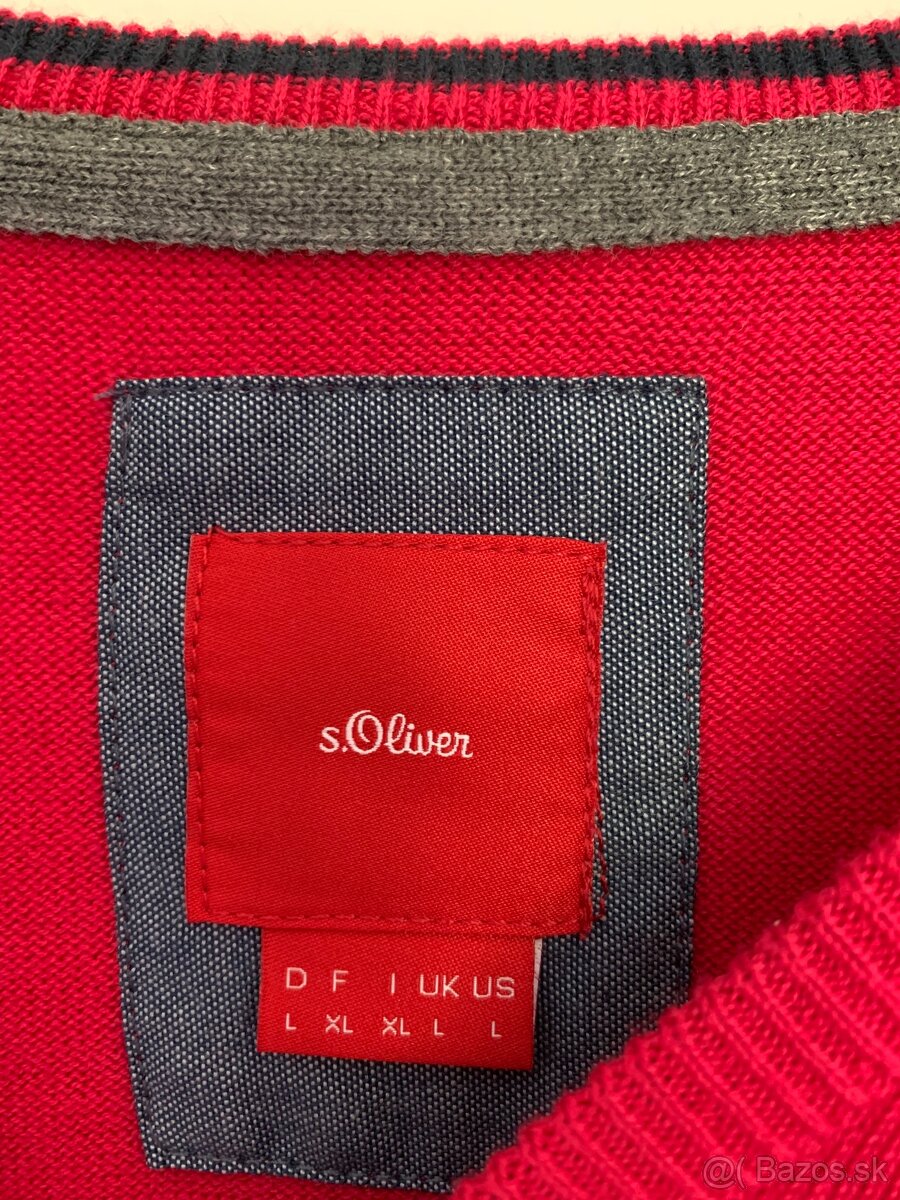 s.Oliver
D F I UK US
L XL XL L L
@( Bazos.sk